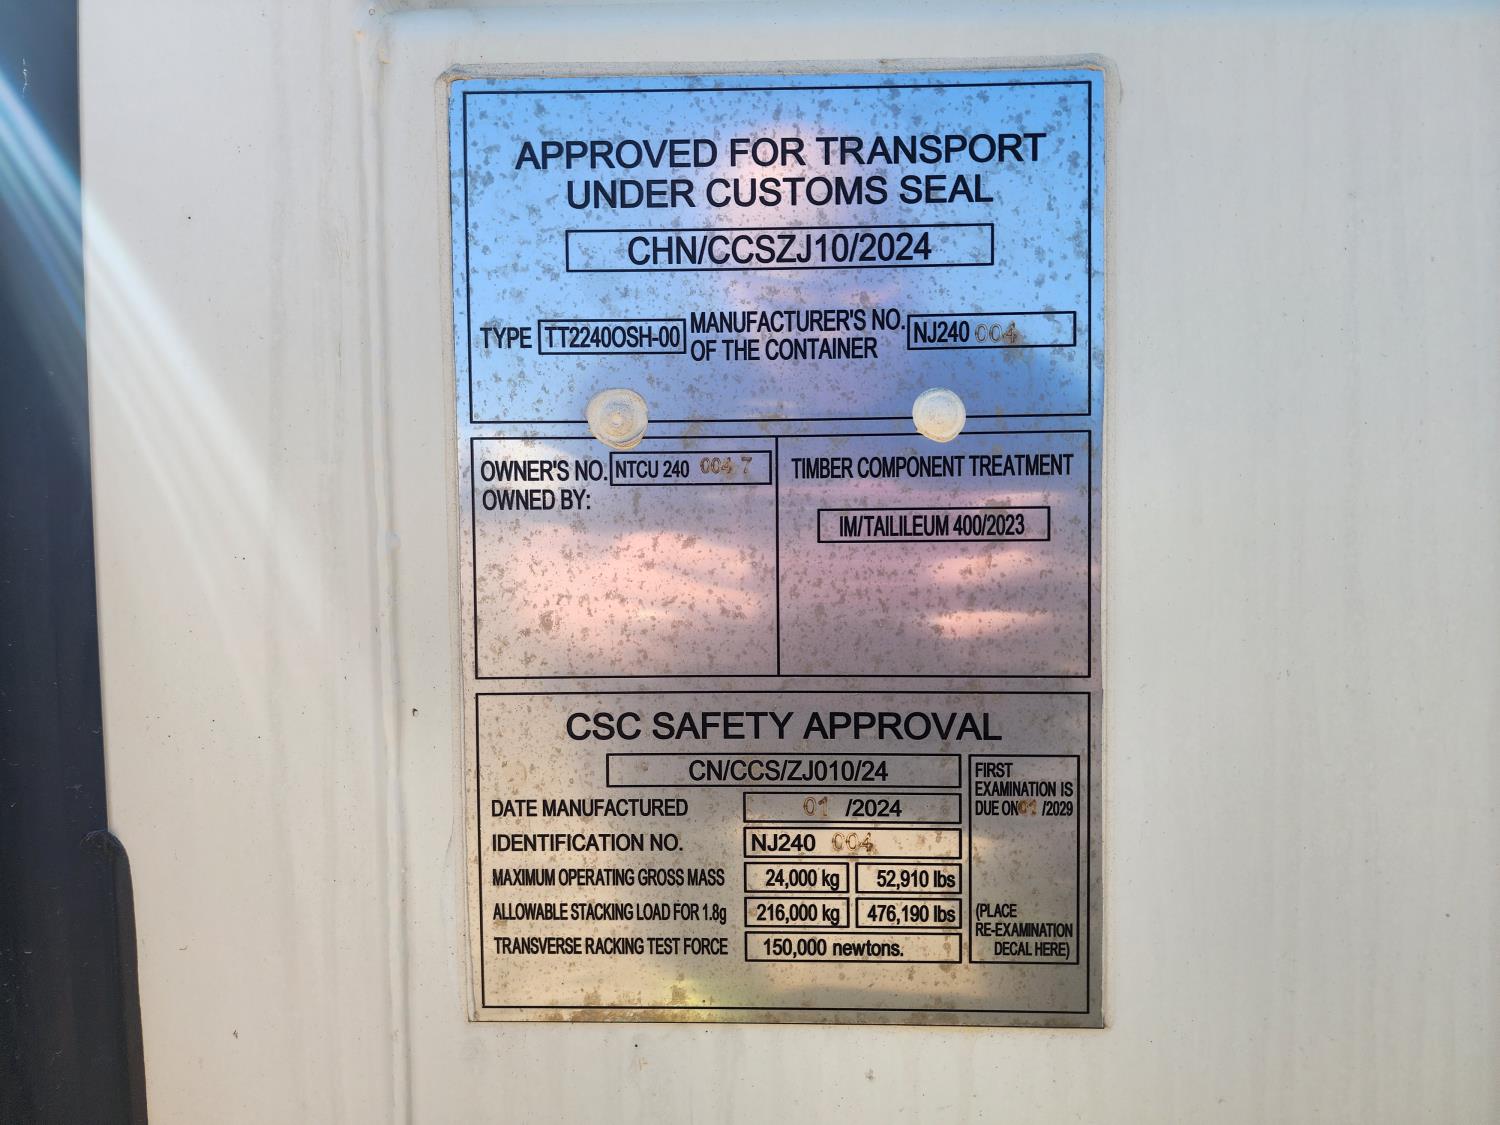 APPROVED FOR TRANSPORT
UNDER CUSTOMS SEAL
CHN/CCSZJ10/2024
TYPE TT2240OSH-00 MANUFACTURER'S NO. OF THE CONTAINER NJ240 004
OWNER'S NO. NTCU 240 004 7
OWNED BY:
TIMBER COMPONENT TREATMENT
IM/TAILILEUM 400/2023
CSC SAFETY APPROVAL
CN/CCS/ZJ010/24
DATE MANUFACTURED 01 /2024
IDENTIFICATION NO. NJ240 004
MAXIMUM OPERATING GROSS MASS 24,000 kg 52,910 lbs
ALLOWABLE STACKING LOAD FOR 1.8g 216,000 kg 476,190 lbs
TRANSVERSE RACKING TEST FORCE 150,000 newtons.
FIRST
EXAMINATION IS
DUE ON 01 /2029
(PLACE
RE-EXAMINATION
DECAL HERE)